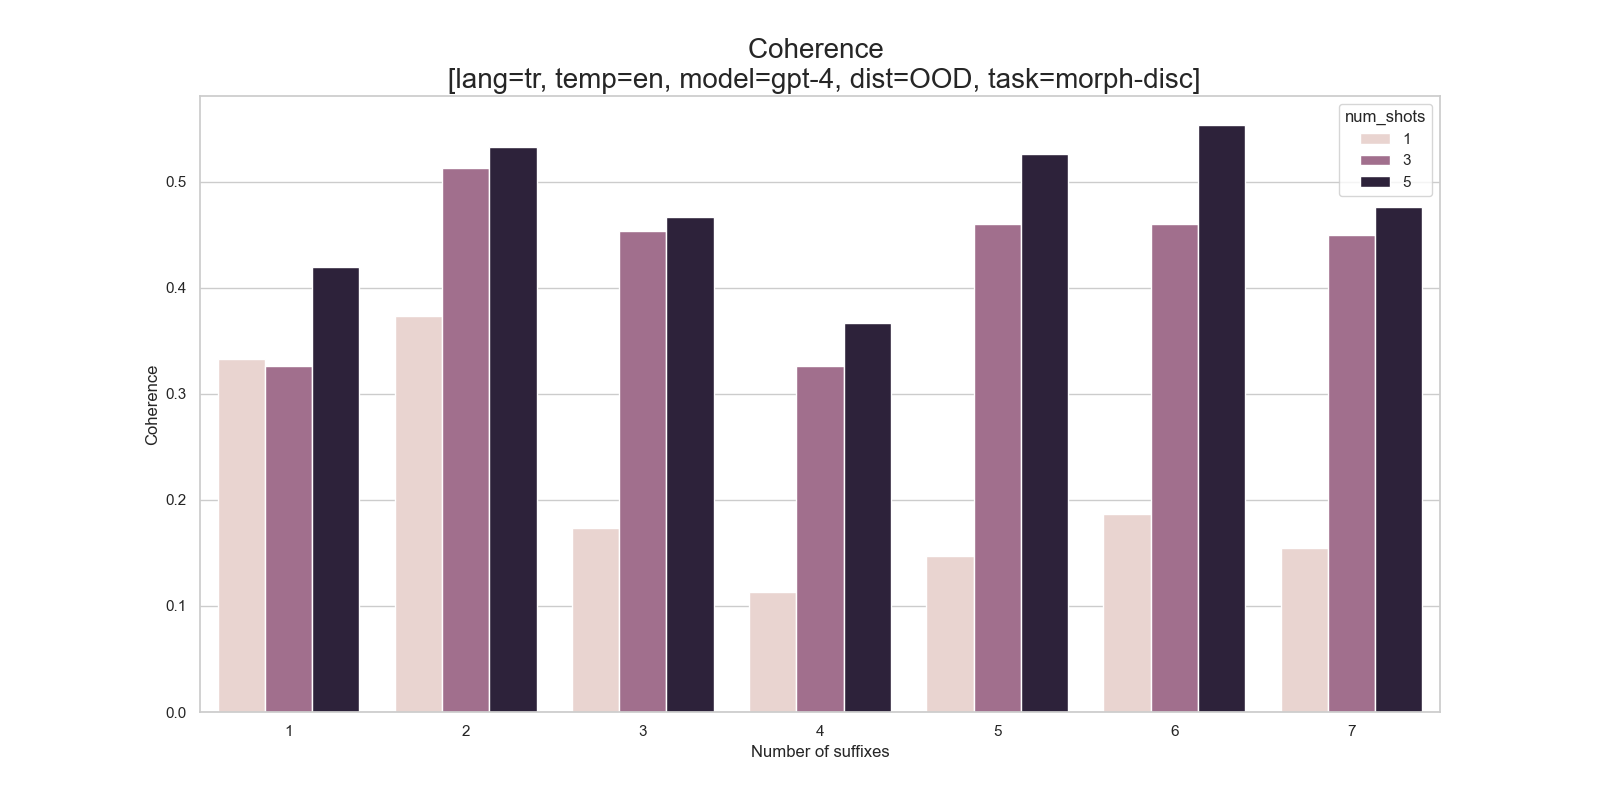 Coherence
[lang=tr, temp=en, model=gpt-4, dist=OOD, task=morph-disc]
num_shots
1
3
5
0.5
0.4
0.3
0.2
0.1
0.0
Coherence
1 2 3 4 5 6 7
Number of suffixes